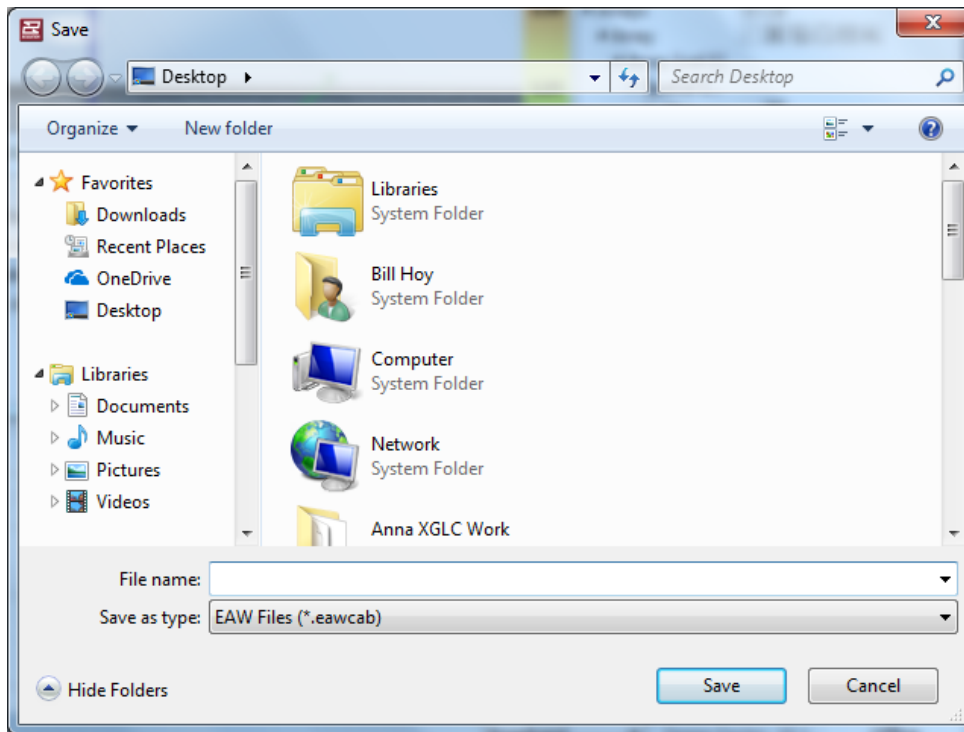 Save
Desktop
Search Desktop
Organize
New folder
Favorites
Downloads
Recent Places
OneDrive
Desktop
Libraries
Documents
Music
Pictures
Videos
Libraries
System Folder
Bill Hoy
System Folder
Computer
System Folder
Network
System Folder
Anna XGLC Work
File name:
Save as type: EAW Files (*.eawcab)
Hide Folders
Save
Cancel